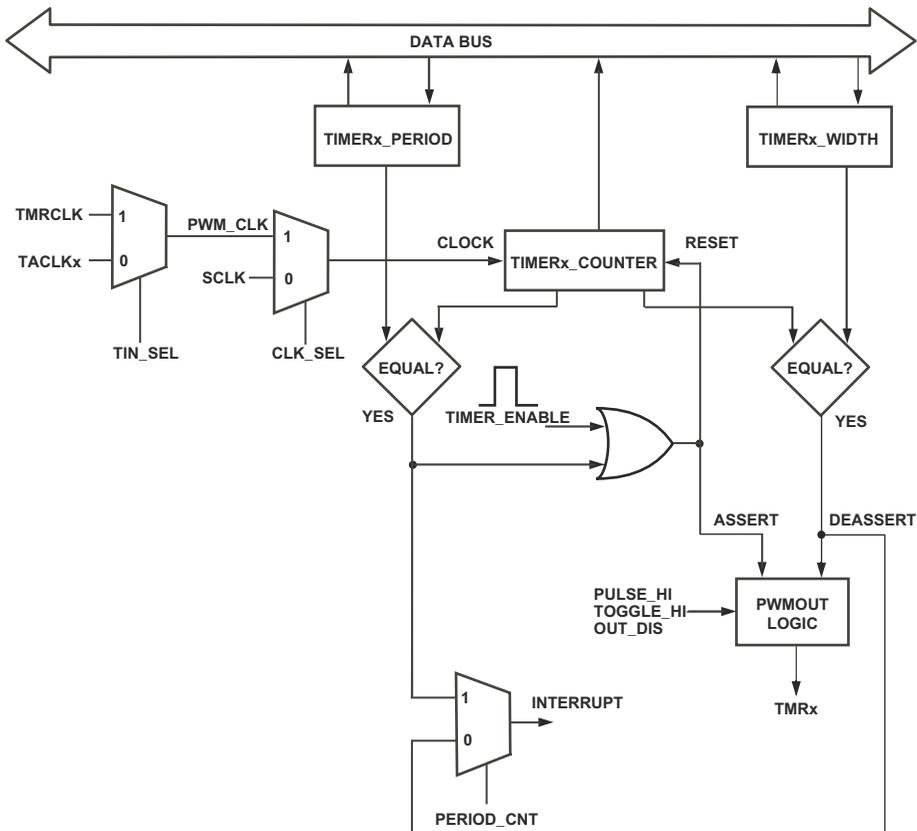 DATA BUS
TIMERx_PERIOD
TIMERx_WIDTH
TMRCLK
1
PWM_CLK
TACLKx
0
1
SCLK
0
CLOCK
TIMERx_COUNTER
RESET
TIN_SEL
CLK_SEL
EQUAL?
EQUAL?
YES
TIMER_ENABLE
YES
ASSERT
DEASSERT
PULSE_HI
TOGGLE_HI
OUT_DIS
PWMOUT
LOGIC
TMRx
1
INTERRUPT
0
PERIOD_CNT